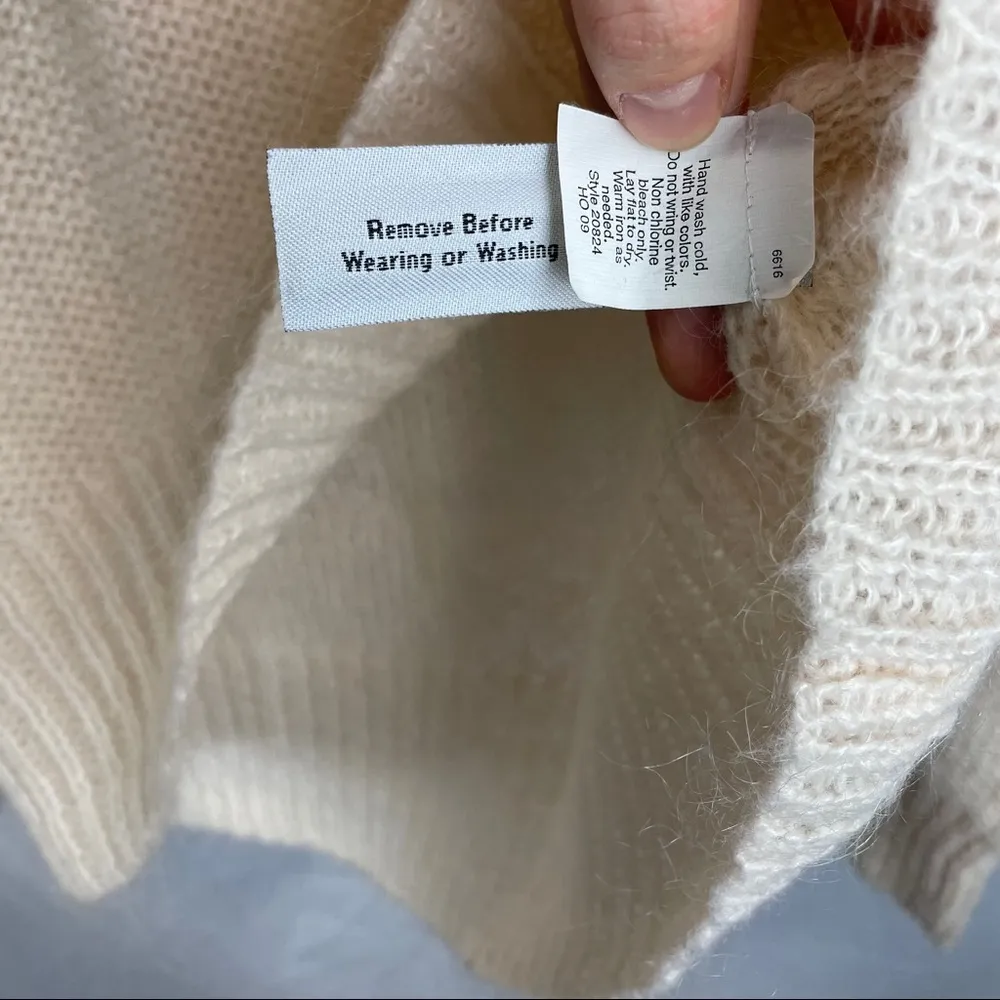 Remove Before
Wearing or Washing
Hand wash cold,
with like colors.
Do not wring or twist.
Non chlorine
bleach only.
Lay flat to dry.
Warm iron as
needed.
Style 20824
HO 09
6616